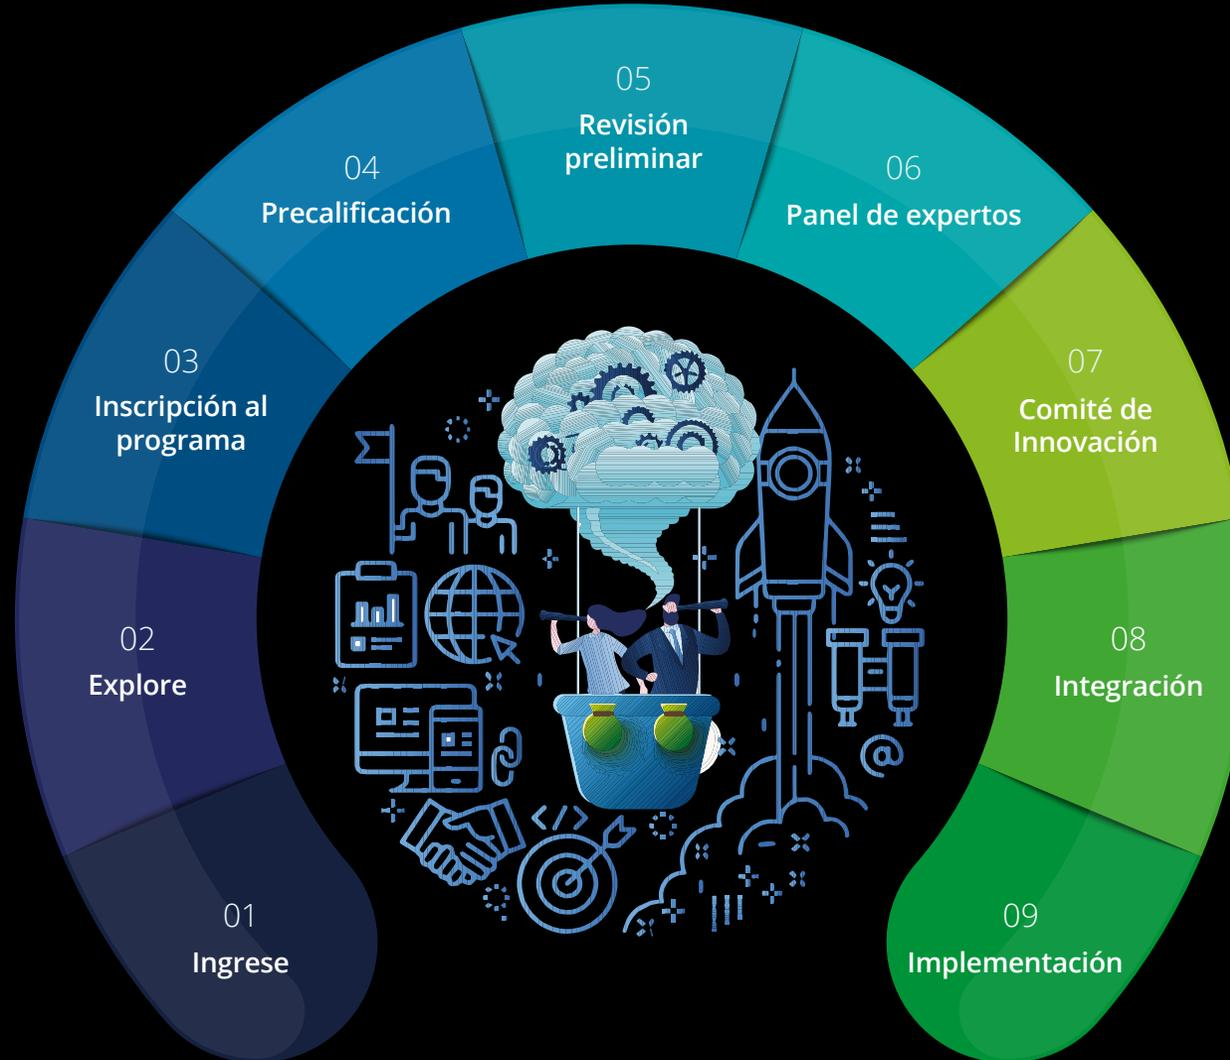 01
Ingrese
02
Explore
03
Inscripción al
programa
04
Precalificación
05
Revisión
preliminar
06
Panel de expertos
07
Comité de
Innovación
08
Integración
09
Implementación
</>
@